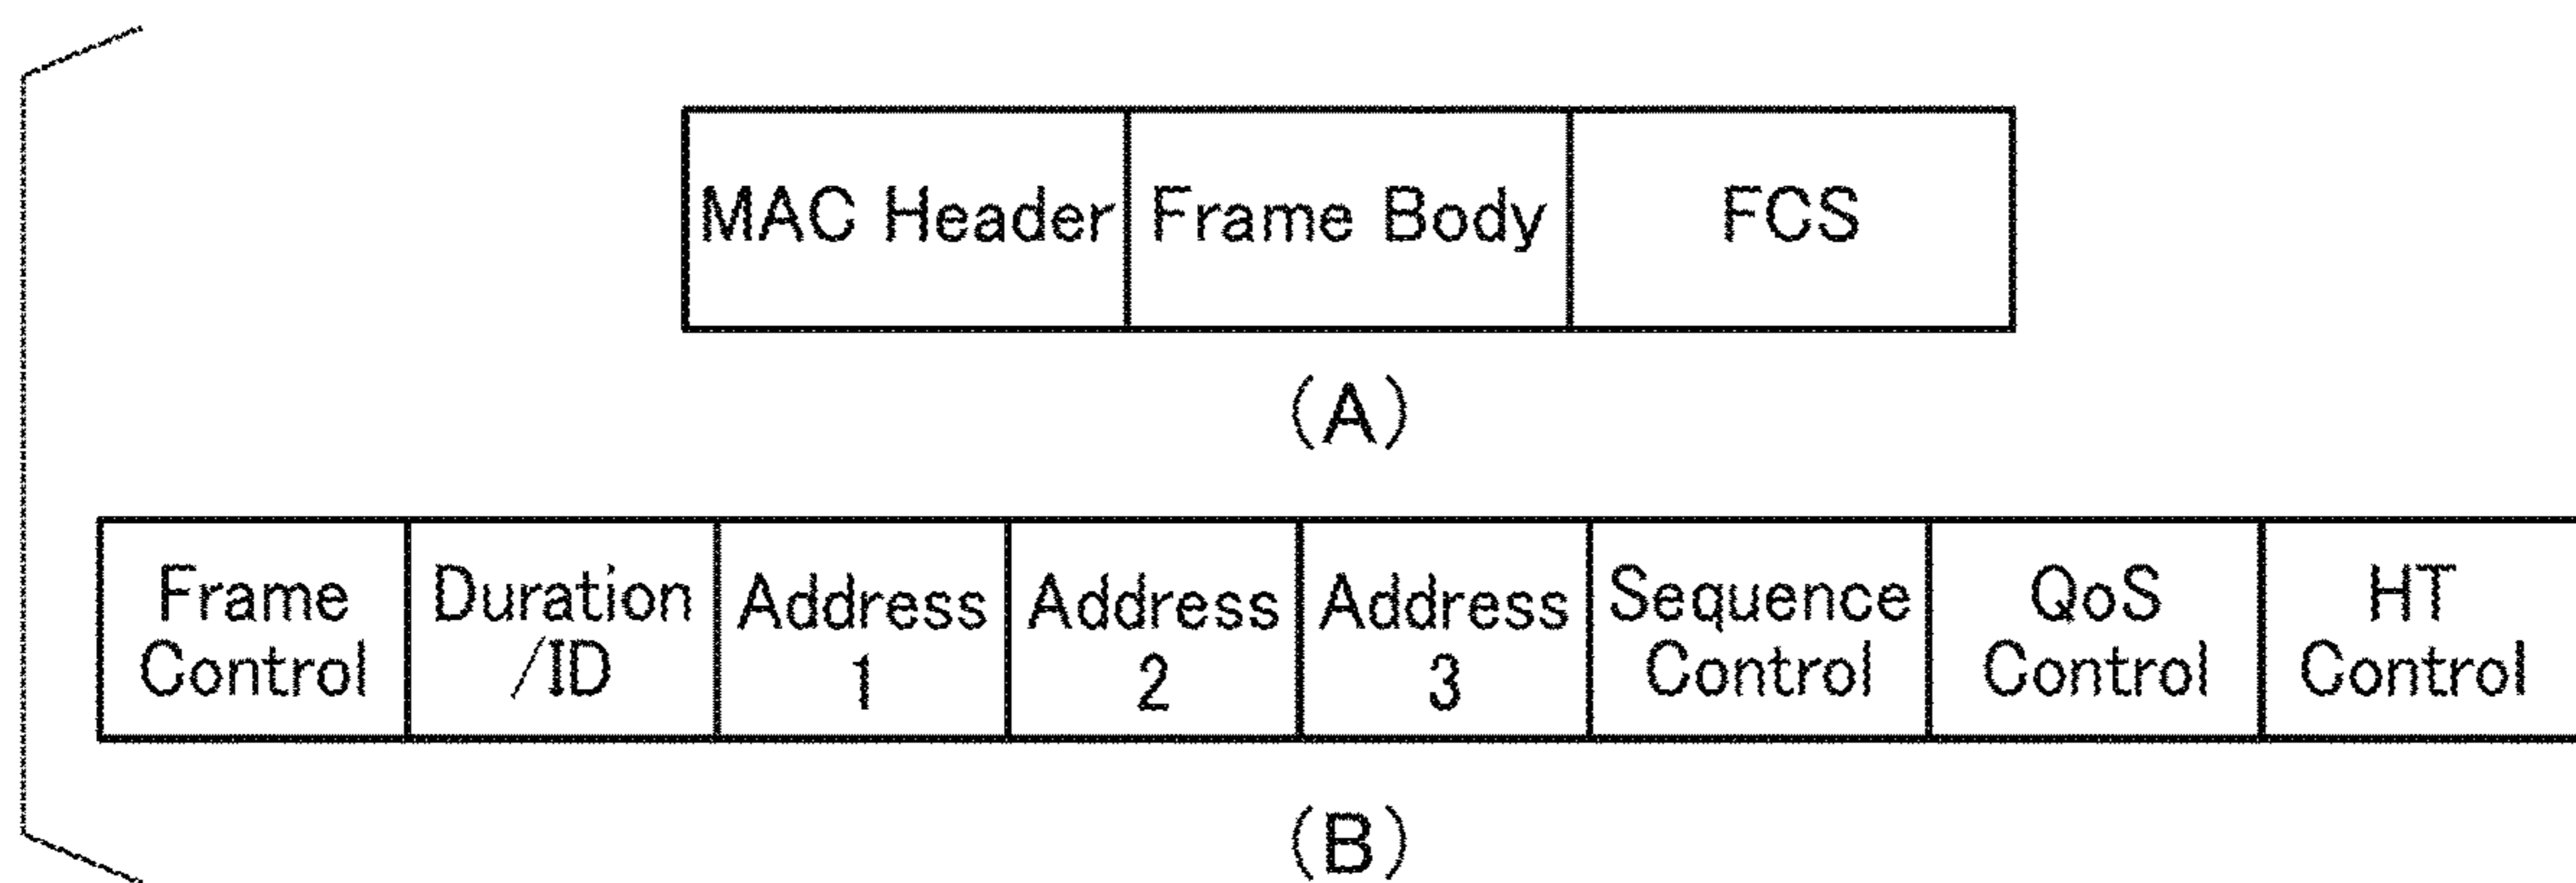 MAC Header Frame Body FCS
(A)
Frame Control Duration /ID Address 1 Address 2 Address 3 Sequence Control QoS Control HT Control
(B)